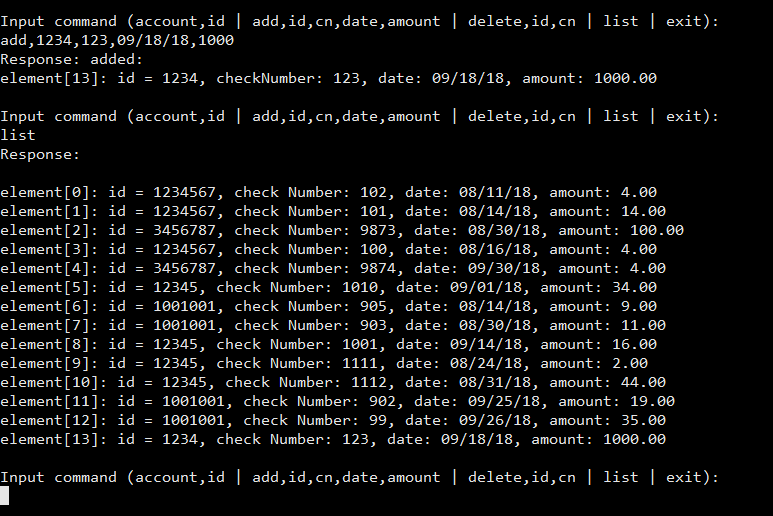 Input command (account,id | add,id,cn,date,amount | delete,id,cn | list | exit):
add,1234,123,09/18/18,1000
Response: added:
element[13]: id = 1234, checkNumber: 123, date: 09/18/18, amount: 1000.00
Input command (account,id | add,id,cn,date,amount | delete,id,cn | list | exit):
list
Response:
element[0]: id = 1234567, check Number: 102, date: 08/11/18, amount: 4.00
element[1]: id = 1234567, check Number: 101, date: 08/14/18, amount: 14.00
element[2]: id = 3456787, check Number: 9873, date: 08/30/18, amount: 100.00
element[3]: id = 1234567, check Number: 100, date: 08/16/18, amount: 4.00
element[4]: id = 3456787, check Number: 9874, date: 09/30/18, amount: 4.00
element[5]: id = 12345, check Number: 1010, date: 09/01/18, amount: 34.00
element[6]: id = 1001001, check Number: 905, date: 08/14/18, amount: 9.00
element[7]: id = 1001001, check Number: 903, date: 08/30/18, amount: 11.00
element[8]: id = 12345, check Number: 1001, date: 09/14/18, amount: 16.00
element[9]: id = 12345, check Number: 1111, date: 08/24/18, amount: 2.00
element[10]: id = 12345, check Number: 1112, date: 08/31/18, amount: 44.00
element[11]: id = 1001001, check Number: 902, date: 09/25/18, amount: 19.00
element[12]: id = 1001001, check Number: 99, date: 09/26/18, amount: 35.00
element[13]: id = 1234, check Number: 123, date: 09/18/18, amount: 1000.00
Input command (account,id | add,id,cn,date,amount | delete,id,cn | list | exit):